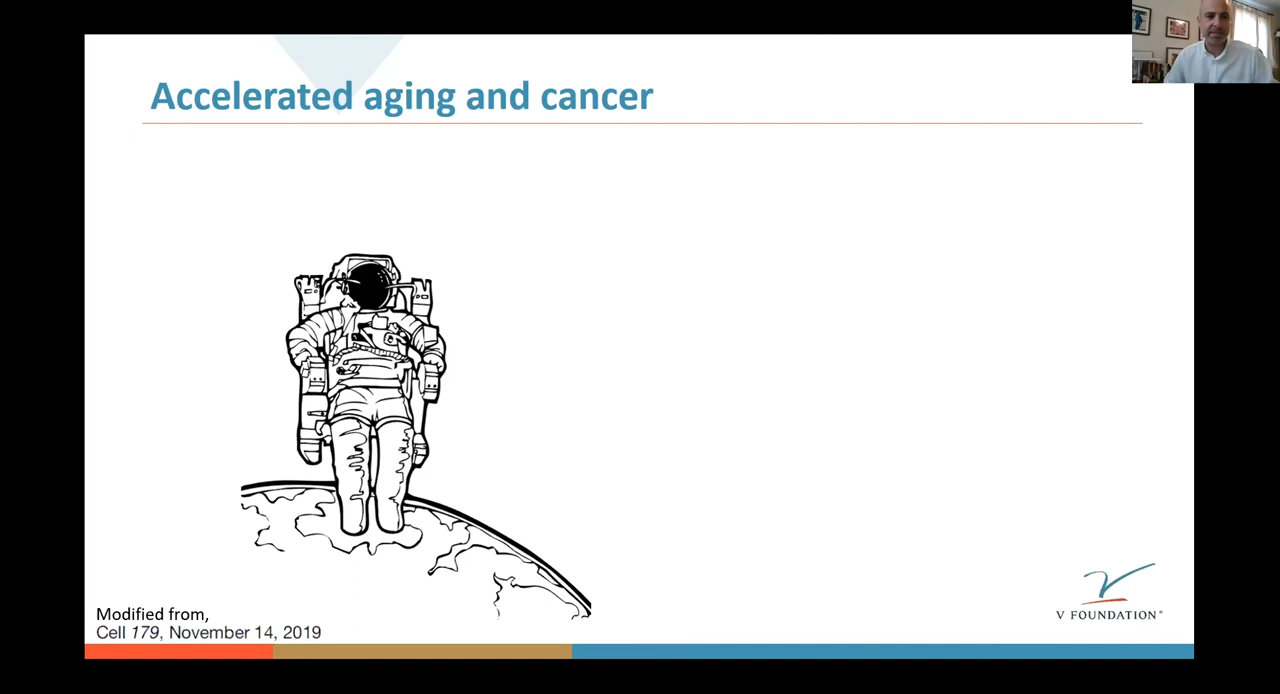 Accelerated aging and cancer
Modified from,
Cell 179, November 14, 2019
V FOUNDATION®